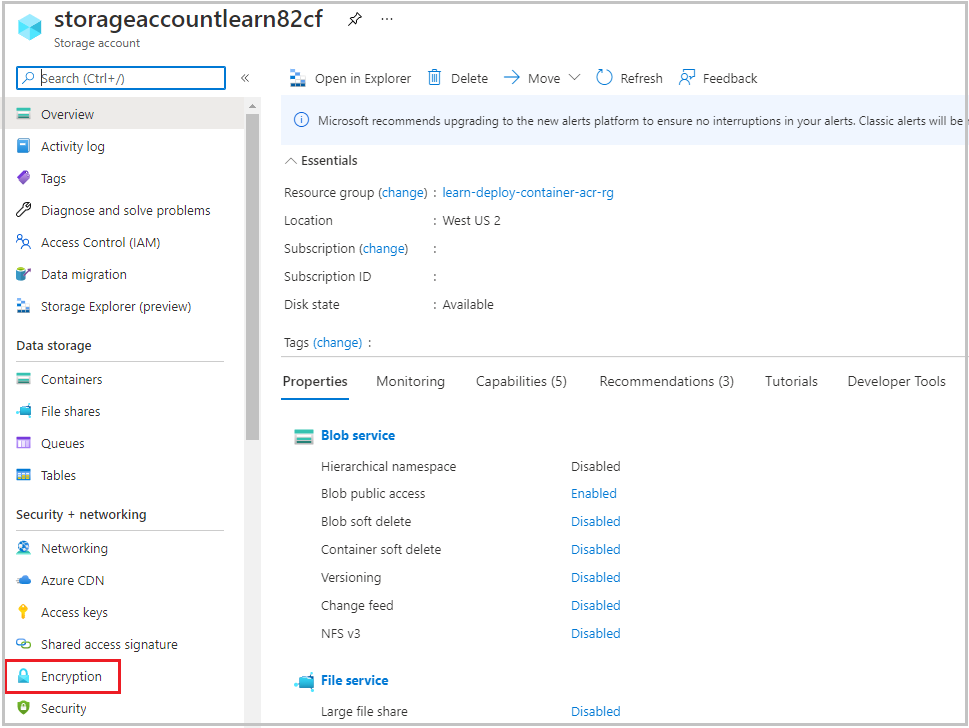 storageaccountlearn82cf ...
Storage account
Search (Ctrl+/) «
Overview
Activity log
Tags
Diagnose and solve problems
Access Control (IAM)
Data migration
Storage Explorer (preview)
Data storage
Containers
File shares
Queues
Tables
Security + networking
Networking
Azure CDN
Access keys
Shared access signature
Encryption
Security
Open in Explorer Delete Move Refresh Feedback
Microsoft recommends upgrading to the new alerts platform to ensure no interruptions in your alerts. Classic alerts will be
Essentials
Resource group (change) : learn-deploy-container-acr-rg
Location : West US 2
Subscription (change) :
Subscription ID :
Disk state : Available
Tags (change) :
Properties Monitoring Capabilities (5) Recommendations (3) Tutorials Developer Tools
Blob service
Hierarchical namespace Disabled
Blob public access Enabled
Blob soft delete Disabled
Container soft delete Disabled
Versioning Disabled
Change feed Disabled
NFS v3 Disabled
File service
Large file share Disabled